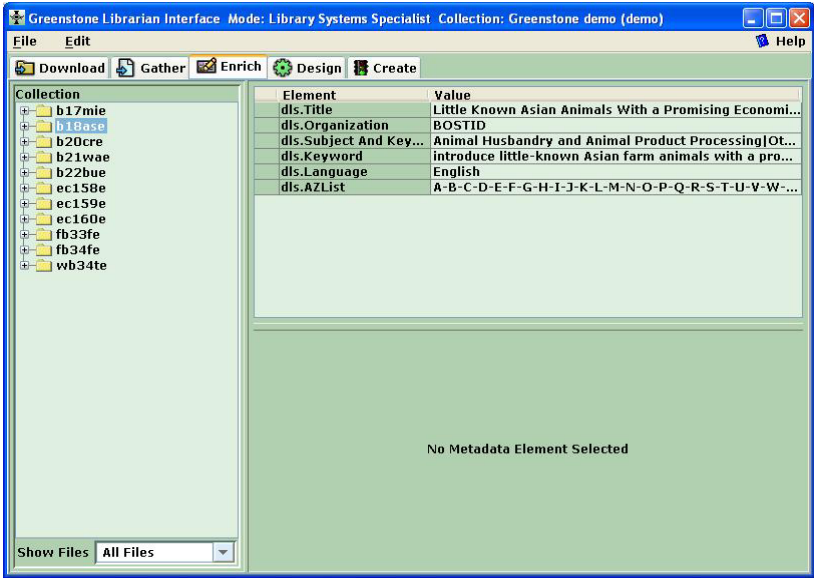 Greenstone Librarian Interface Mode: Library Systems Specialist Collection: Greenstone demo (demo)
File Edit Help
Download Gather Enrich Design Create
Collection
b17mie
b18ase
b20cre
b21wae
b22bue
ec158e
ec159e
ec160e
fb33fe
fb34fe
wb34te
Show Files All Files
Element Value
dls.Title Little Known Asian Animals With a Promising Economi...
dls.Organization BOSTID
dls.Subject And Key... Animal Husbandry and Animal Product Processing|Ot...
dls.Keyword introduce little-known Asian farm animals with a pro...
dls.Language English
dls.AZList A-B-C-D-E-F-G-H-I-J-K-L-M-N-O-P-Q-R-S-T-U-V-W-...
No Metadata Element Selected